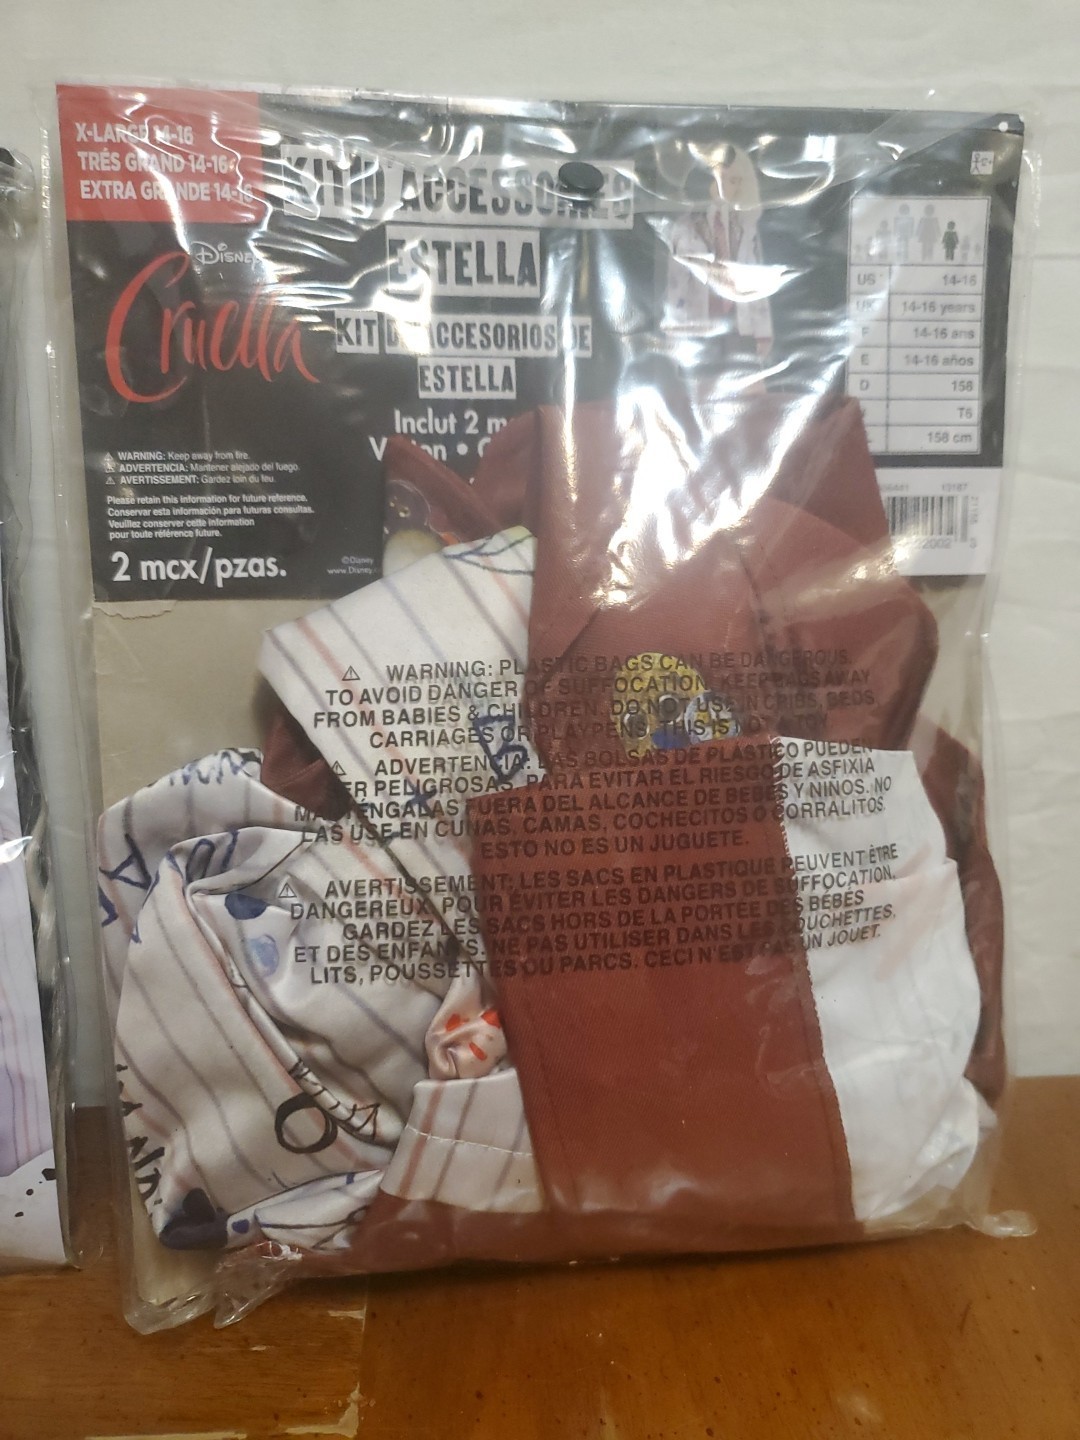 X-LARGE 14-16
TRÈS GRAND 14-16
EXTRA GRANDE 14-16
KIT D'ACCESSOIRES
ESTELLA
DISNEY
Cruella
KIT DE ACCESORIOS DE
ESTELLA
Inclut 2 m
US 14-16
UK 14-16 years
F 14-16 ans
E 14-16 años
D 158
T6
158 cm
WARNING: Keep away from fire.
ADVERTENCIA: Mantener alejado del fuego.
AVERTISSEMENT: Gardez loin du feu.
Please retain this information for future reference.
Conservar esta información para futuras consultas.
Veuillez conserver cette information
pour toute référence future.
2 mcx/pzas.
©Disney
www.Disney.
WARNING: PLASTIC BAGS CAN BE DANGEROUS.
TO AVOID DANGER OF SUFFOCATION, KEEP BAGS AWAY
FROM BABIES & CHILDREN. DO NOT USE IN CRIBS, BEDS,
CARRIAGES OR PLAYPENS. THIS IS NOT A TOY.
ADVERTENCIA: LAS BOLSAS DE PLÁSTICO PUEDEN
SER PELIGROSAS. PARA EVITAR EL RIESGO DE ASFIXIA
MANTÉNGALAS FUERA DEL ALCANCE DE BEBÉS Y NIÑOS. NO
LAS USE EN CUNAS, CAMAS, COCHECITOS O CORRALITOS.
ESTO NO ES UN JUGUETE.
AVERTISSEMENT: LES SACS EN PLASTIQUE PEUVENT ÊTRE
DANGEREUX. POUR ÉVITER LES DANGERS DE SUFFOCATION,
GARDEZ LES SACS HORS DE LA PORTÉE DES BÉBÉS
ET DES ENFANTS. NE PAS UTILISER DANS LES COUCHETTES,
LITS, POUSSETTES OU PARCS. CECI N'EST PAS UN JOUET.